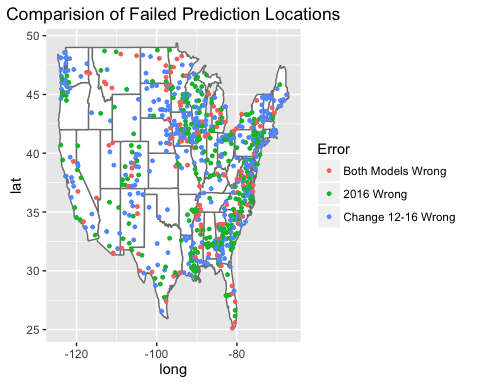 Comparision of Failed Prediction Locations
50
45
40
35
30
25
lat
-120
-100
-80
long
Error
Both Models Wrong
2016 Wrong
Change 12-16 Wrong